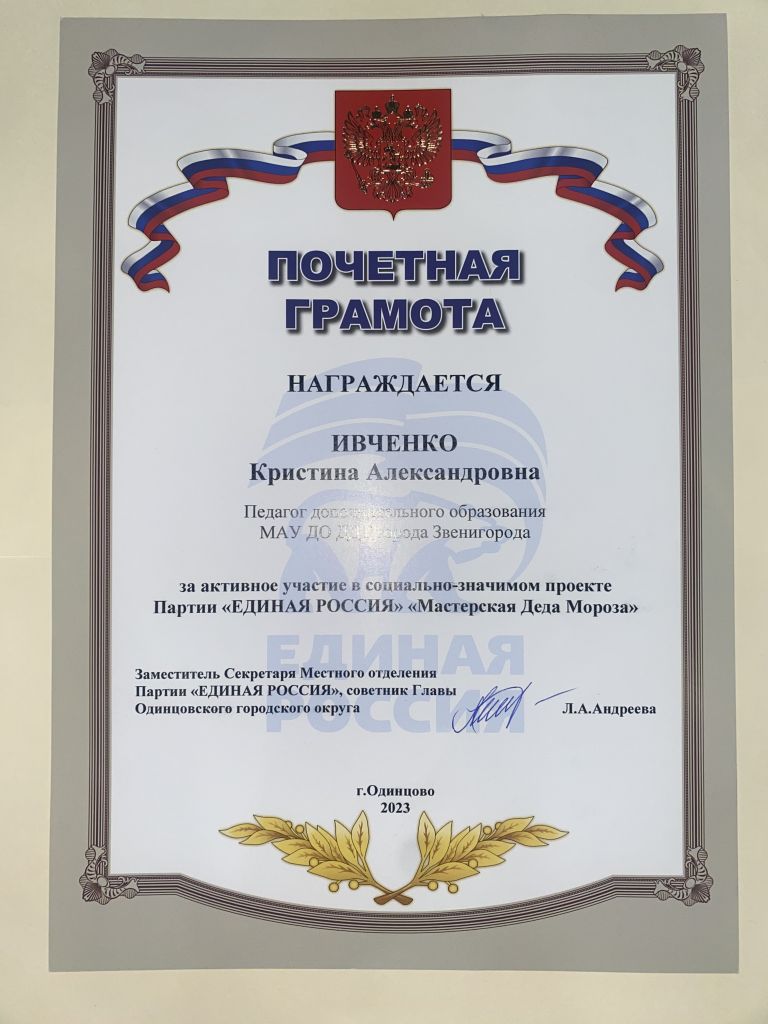 ПОЧЕТНАЯ
ГРАМОТА
НАГРАЖДАЕТСЯ
ИВЧЕНКО
Кристина Александровна
Педагог дополнительного образования
МАУ ДО города Звенигорода
за активное участие в социально-значимом проекте
Партии «ЕДИНАЯ РОССИЯ» «Мастерская Деда Мороза»
ЕДИНАЯ
РОССИЯ
Заместитель Секретаря Местного отделения
Партии «ЕДИНАЯ РОССИЯ», советник Главы
Одинцовского городского округа
Л.А.Андреева
г.Одинцово
2023